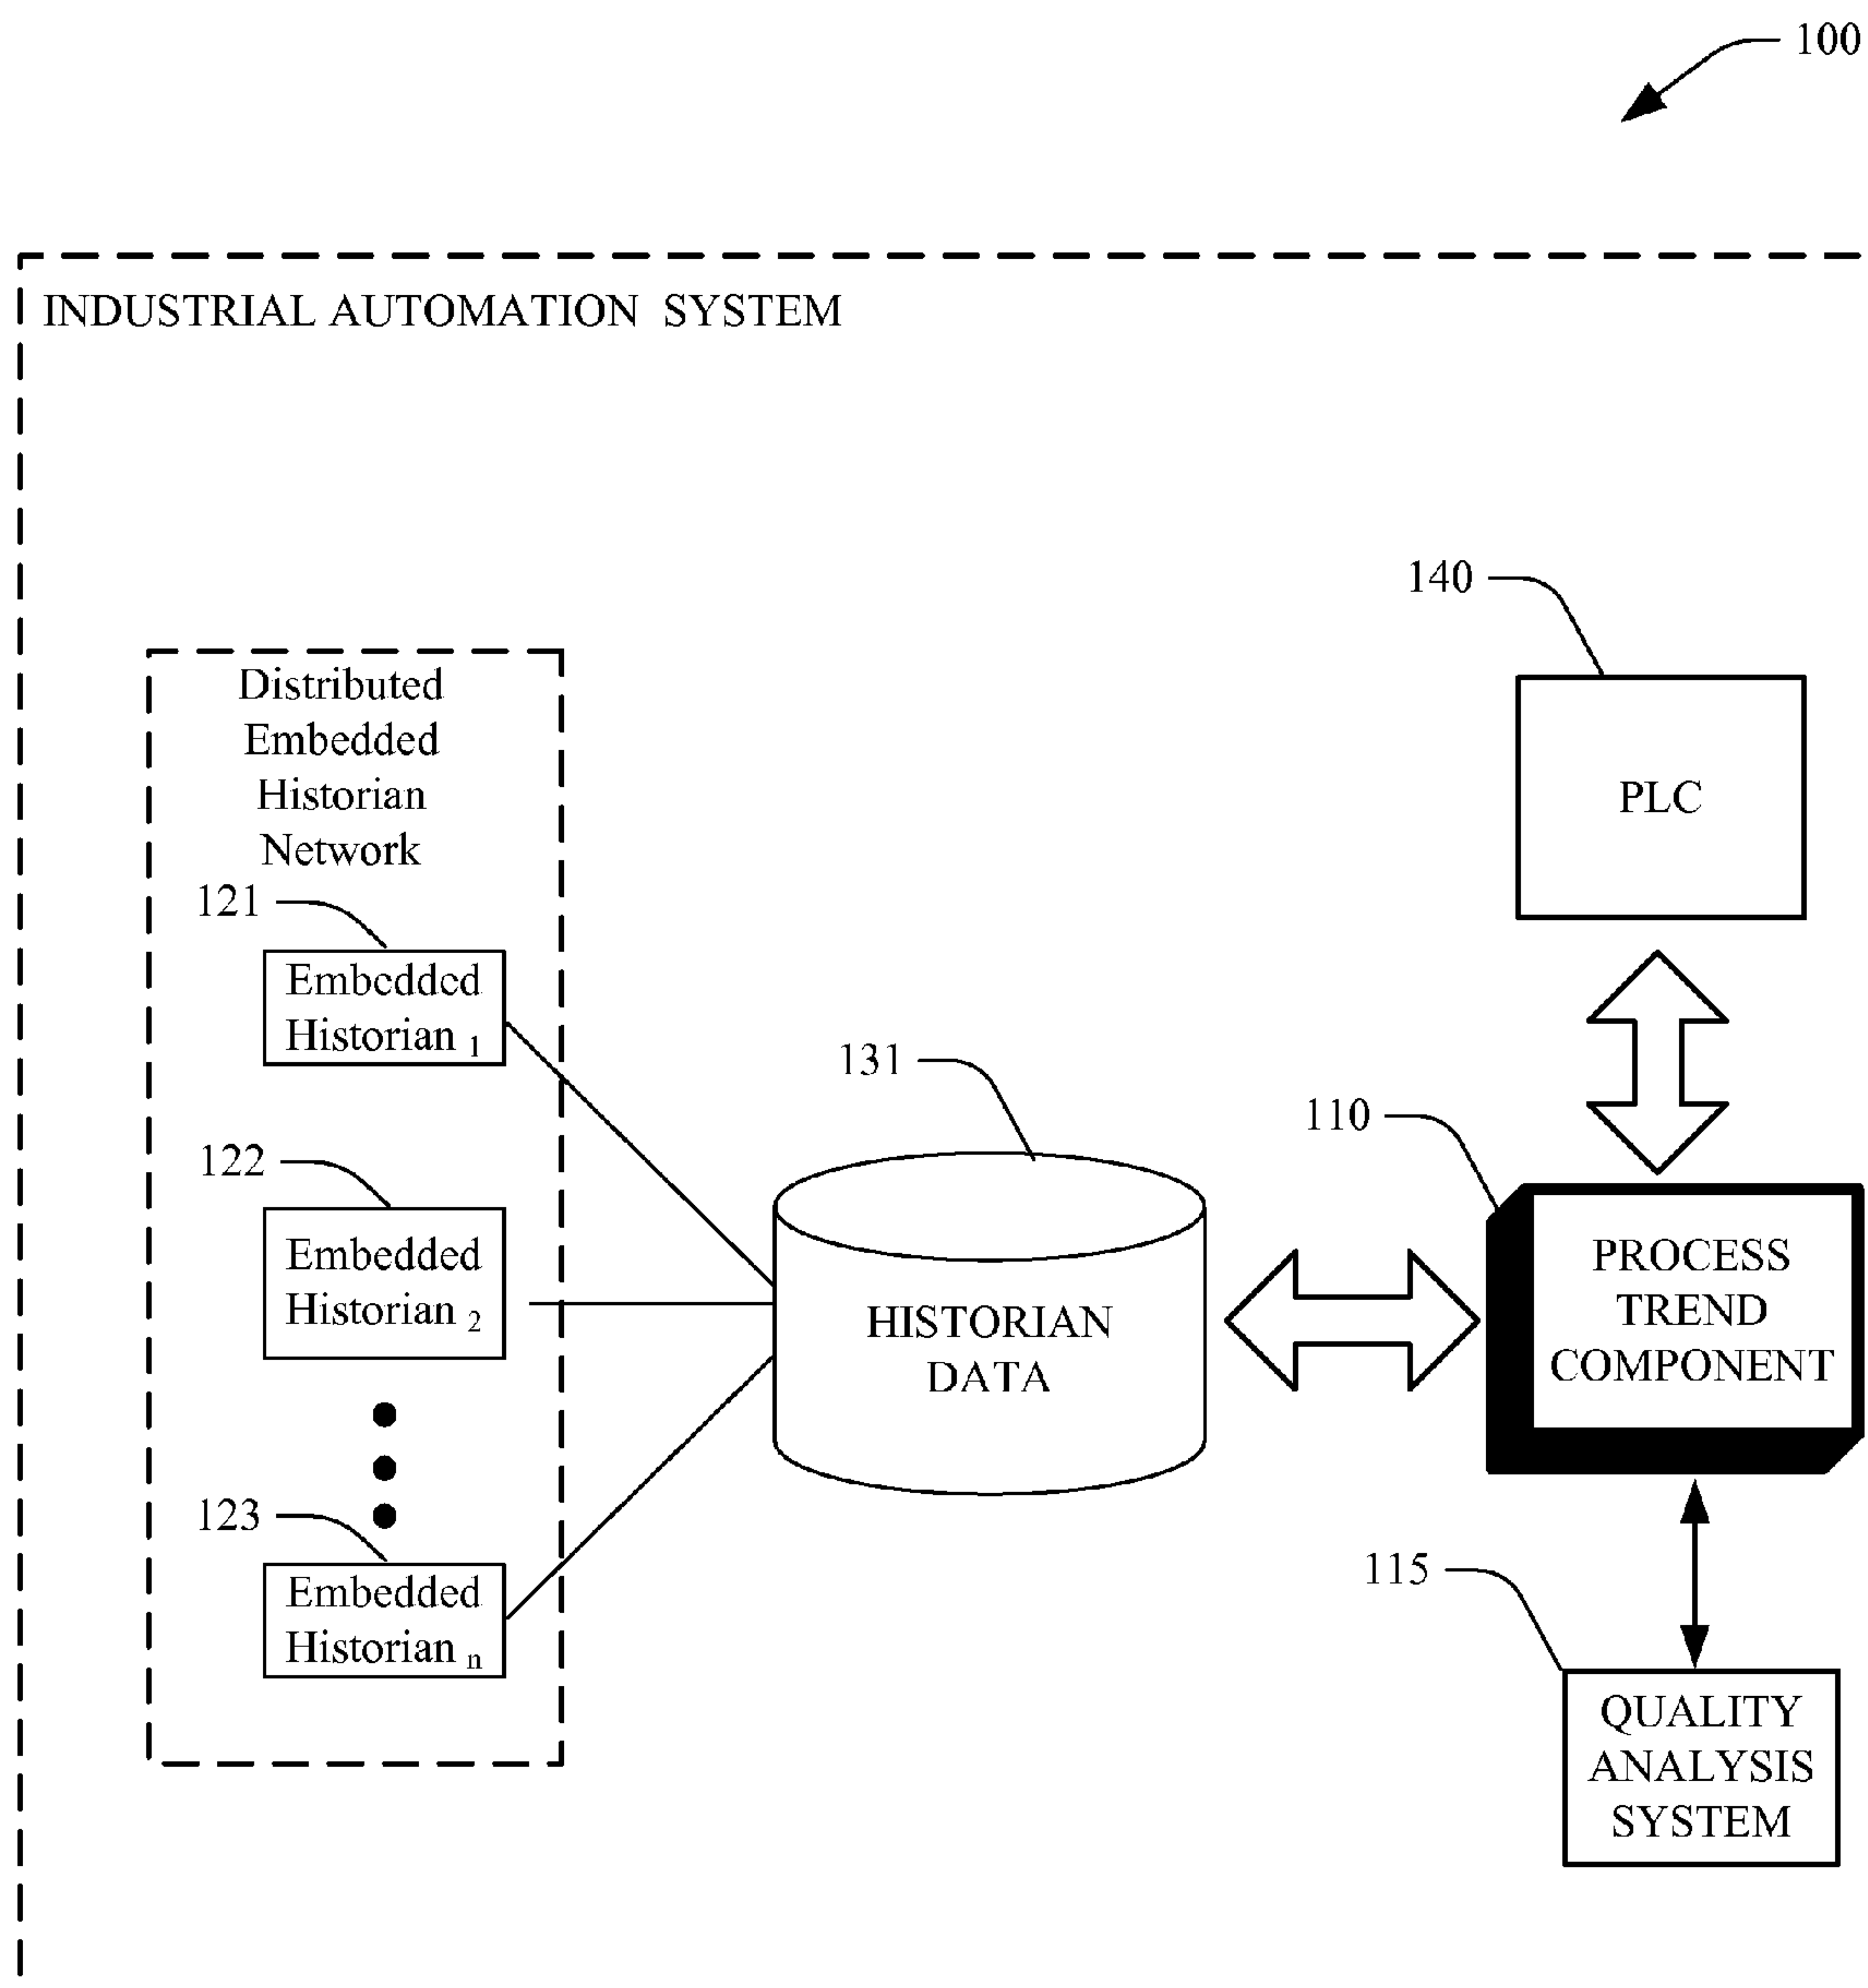 100
INDUSTRIAL AUTOMATION SYSTEM
140
PLC
Distributed
Embedded
Historian
Network
121
Embedded
Historian 1
131
110
122
Embedded
Historian 2
HISTORIAN
DATA
PROCESS
TREND
COMPONENT
123
Embedded
Historian n
115
QUALITY
ANALYSIS
SYSTEM